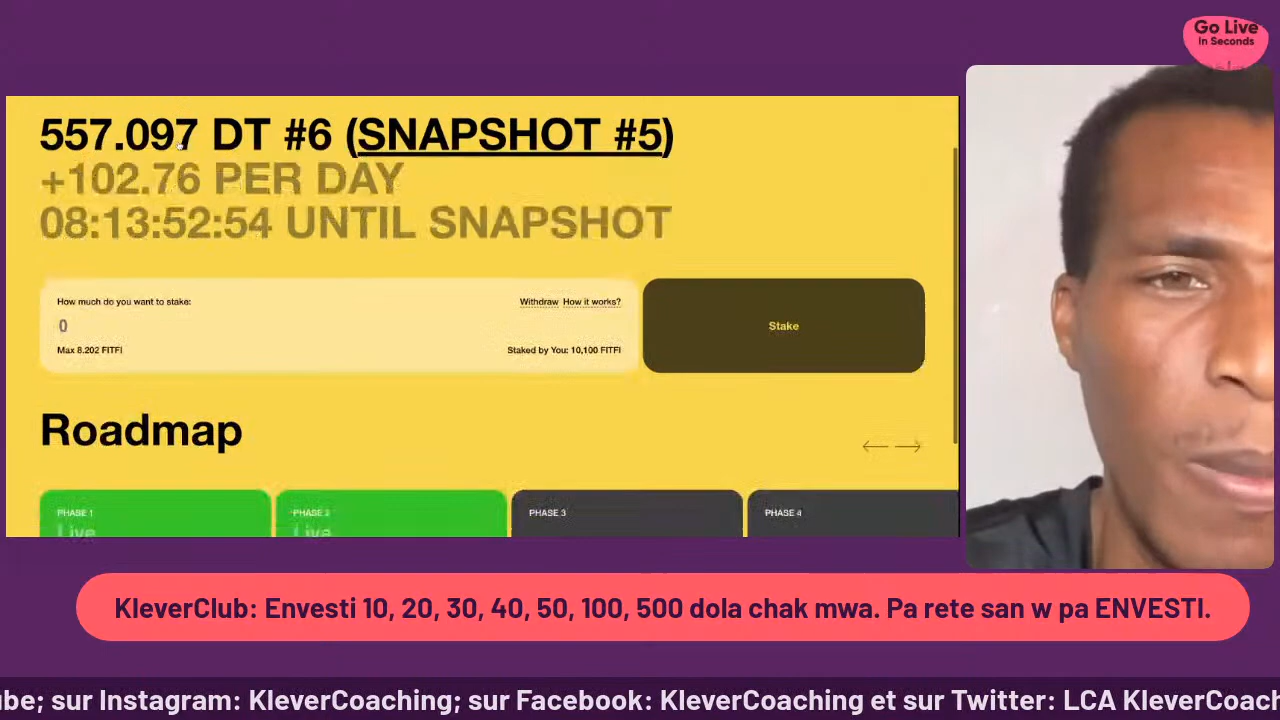 Go Live
In Seconds
557.097 DT #6 (SNAPSHOT #5)
+102.76 PER DAY
08:13:52:54 UNTIL SNAPSHOT
How much do you want to stake:
Withdraw How it works?
0
Max 8.202 FITFI
Staked by You: 10,100 FITFI
Stake
Roadmap
PHASE 1
Live
PHASE 2
Live
PHASE 3
PHASE 4
KleverClub: Envesti 10, 20, 30, 40, 50, 100, 500 dola chak mwa. Pa rete san w pa ENVESTI.
sur Instagram: KleverCoaching; sur Facebook: KleverCoaching et sur Twitter: LCA KleverCoach